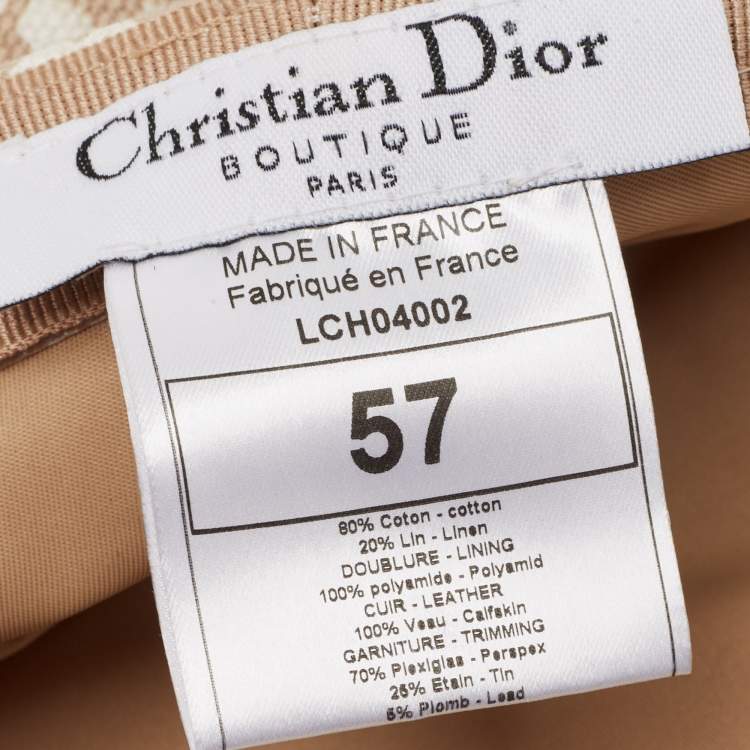 Christian Dior
BOUTIQUE
PARIS
MADE IN FRANCE
Fabriqué en France
LCH04002
57
80% Coton - cotton
20% Lin - Linen
DOUBLURE - LINING
100% polyamide - Polyamid
CUIR - LEATHER
100% Veau - Calfskin
GARNITURE - TRIMMING
70% Plexiglas - Perspex
25% Etain - Tin
5% Plomb - Lead